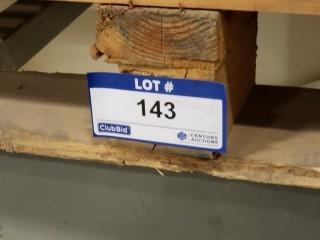 LOT #
143
ClubBid
CENTURY
AUCTIONS